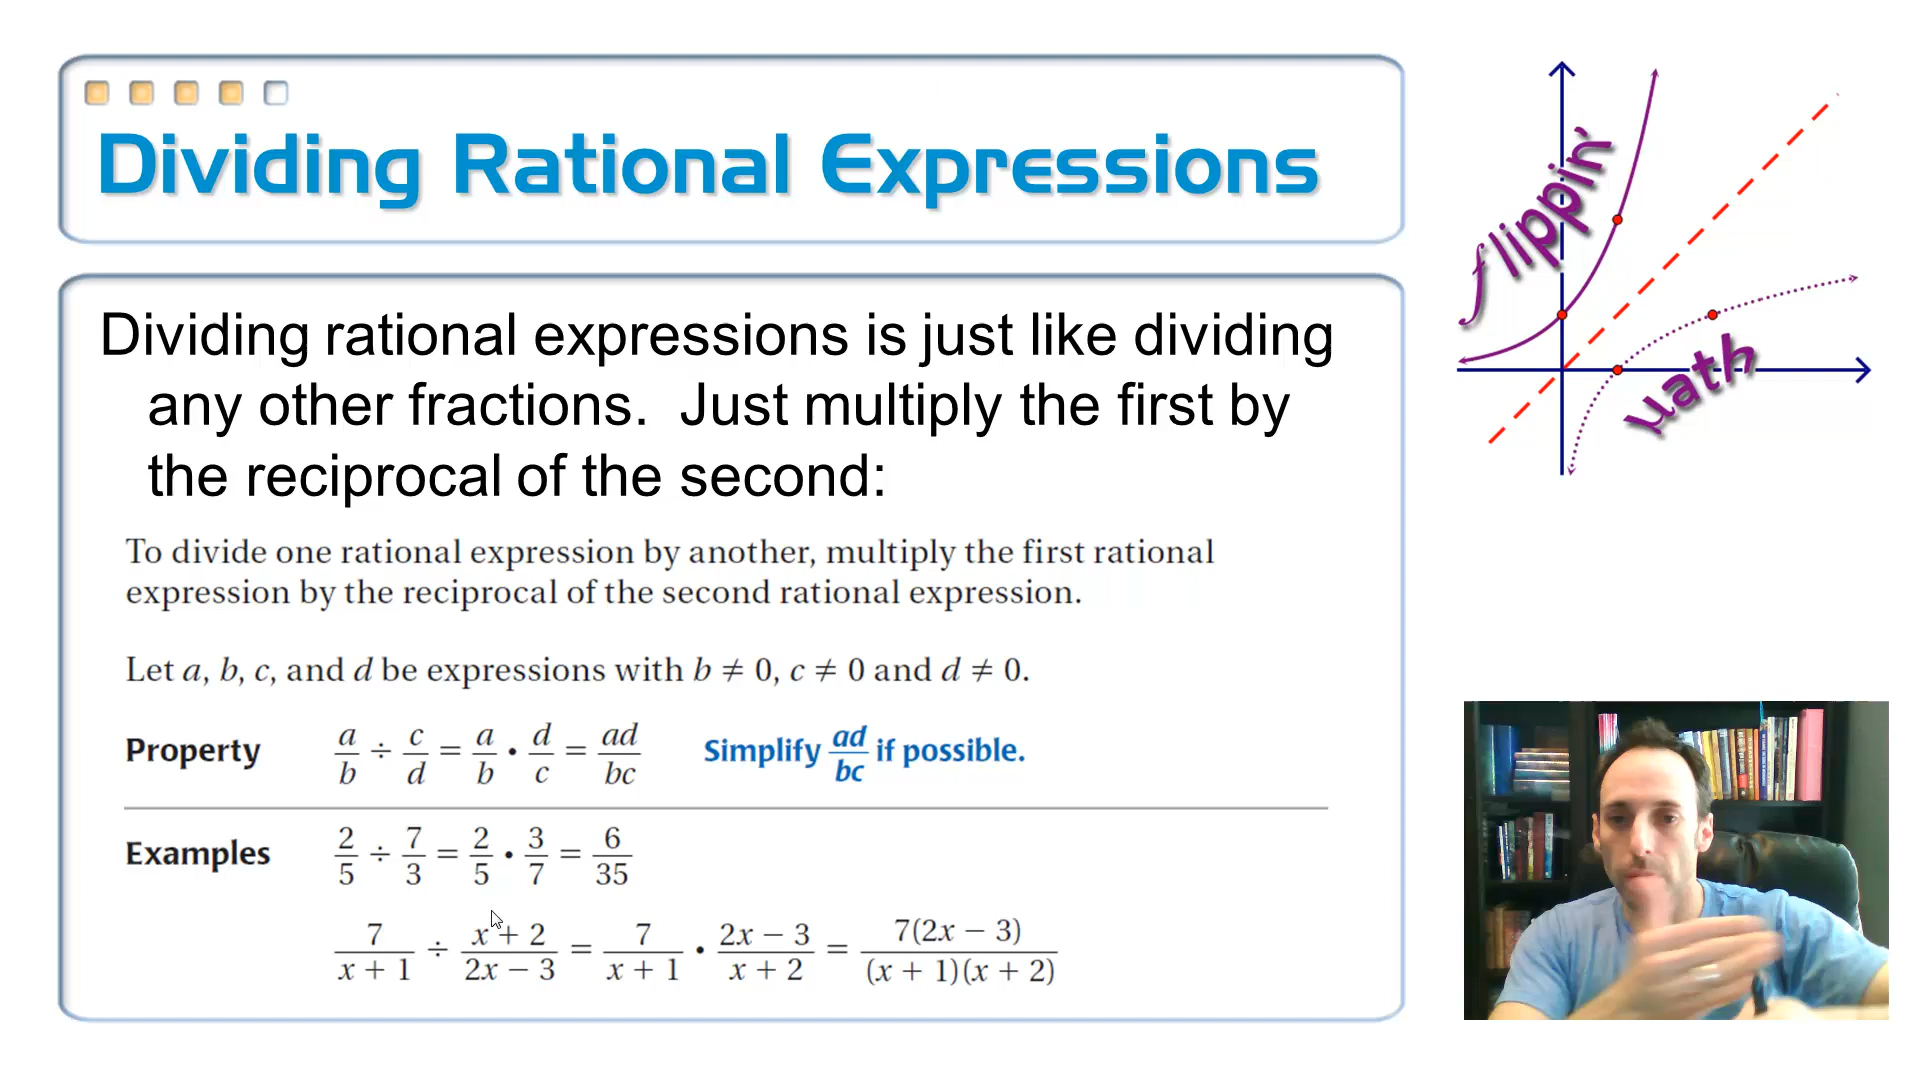 Dividing Rational Expressions
Dividing rational expressions is just like dividing
any other fractions.  Just multiply the first by
the reciprocal of the second:
To divide one rational expression by another, multiply the first rational
expression by the reciprocal of the second rational expression.
Let a, b, c, and d be expressions with b ≠ 0, c ≠ 0 and d ≠ 0.
Property a/b ÷ c/d = a/b • d/c = ad/bc Simplify ad/bc if possible.
Examples 2/5 ÷ 7/3 = 2/5 • 3/7 = 6/35
7/(x + 1) ÷ (x + 2)/(2x − 3) = 7/(x + 1) • (2x − 3)/(x + 2) = 7(2x − 3)/((x + 1)(x + 2))
flippin'
μath